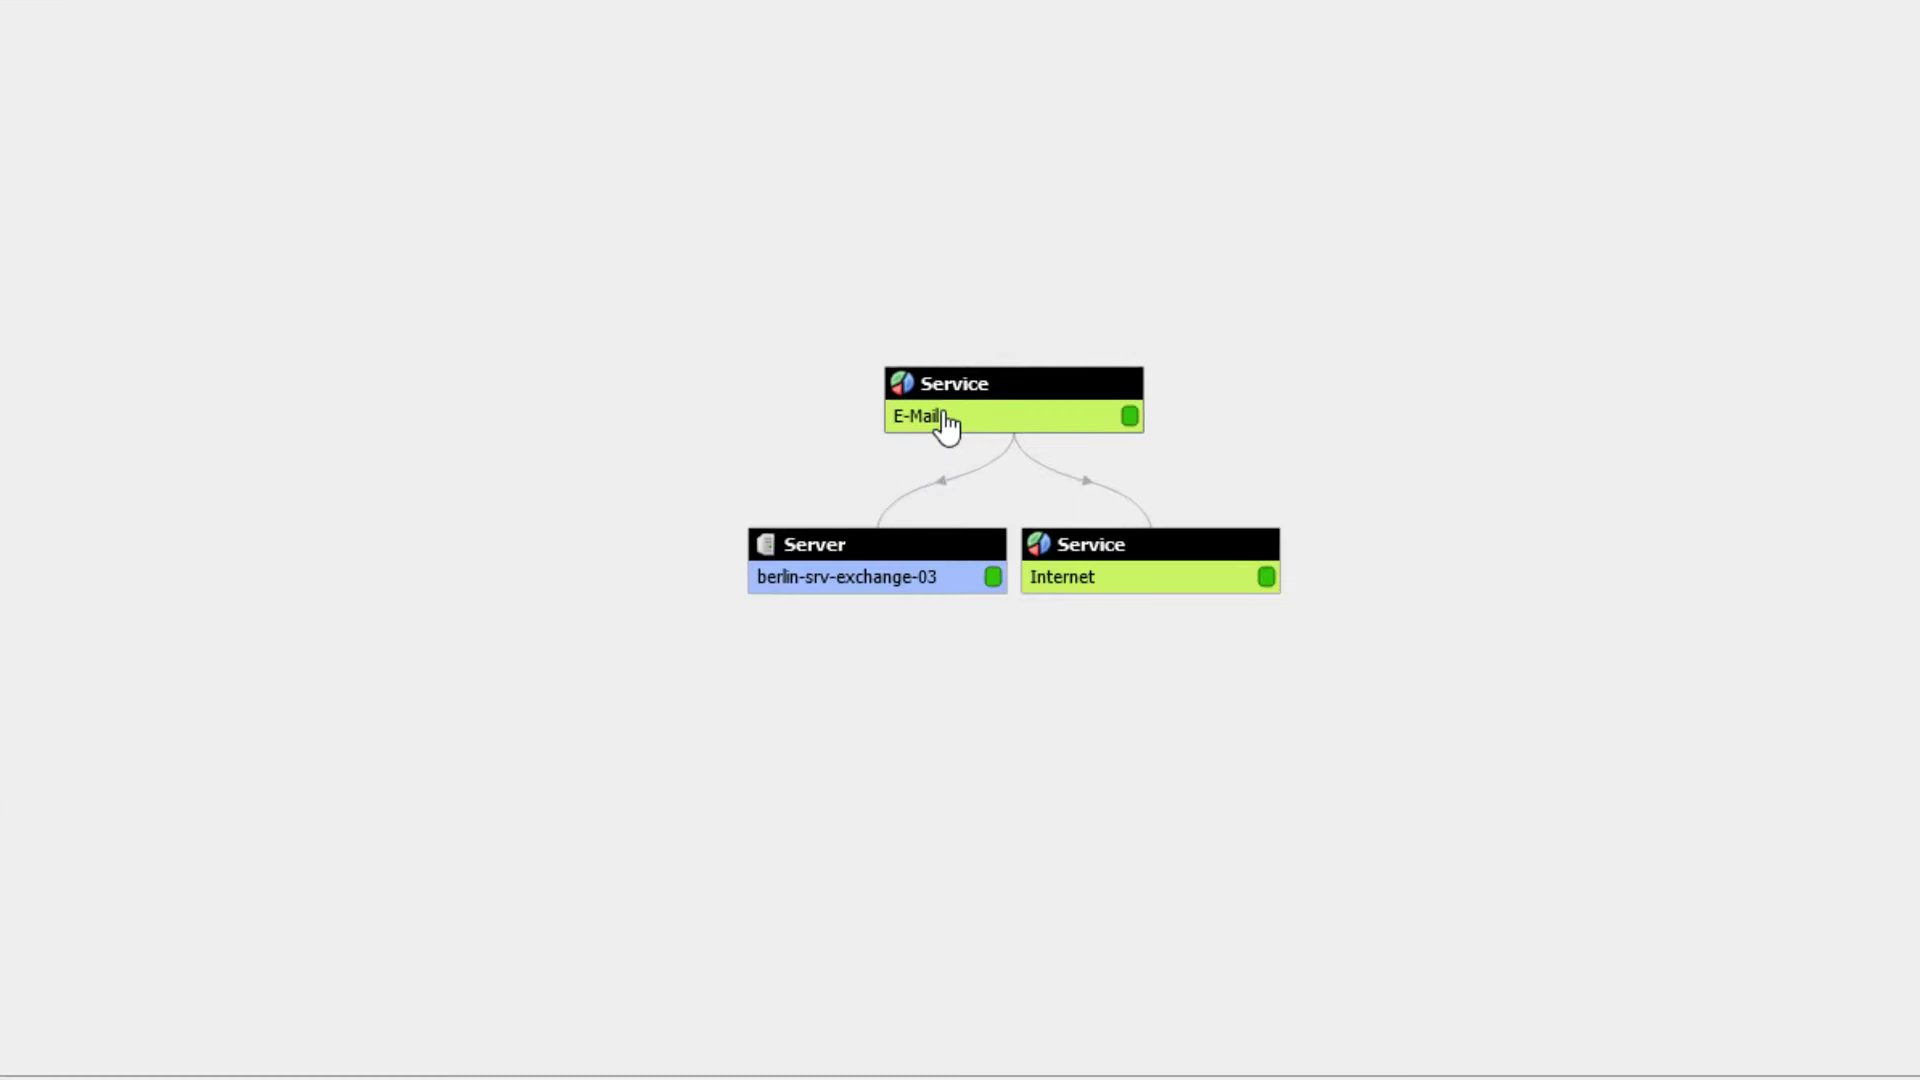 Service
E-Mail
Server
berlin-srv-exchange-03
Service
Internet